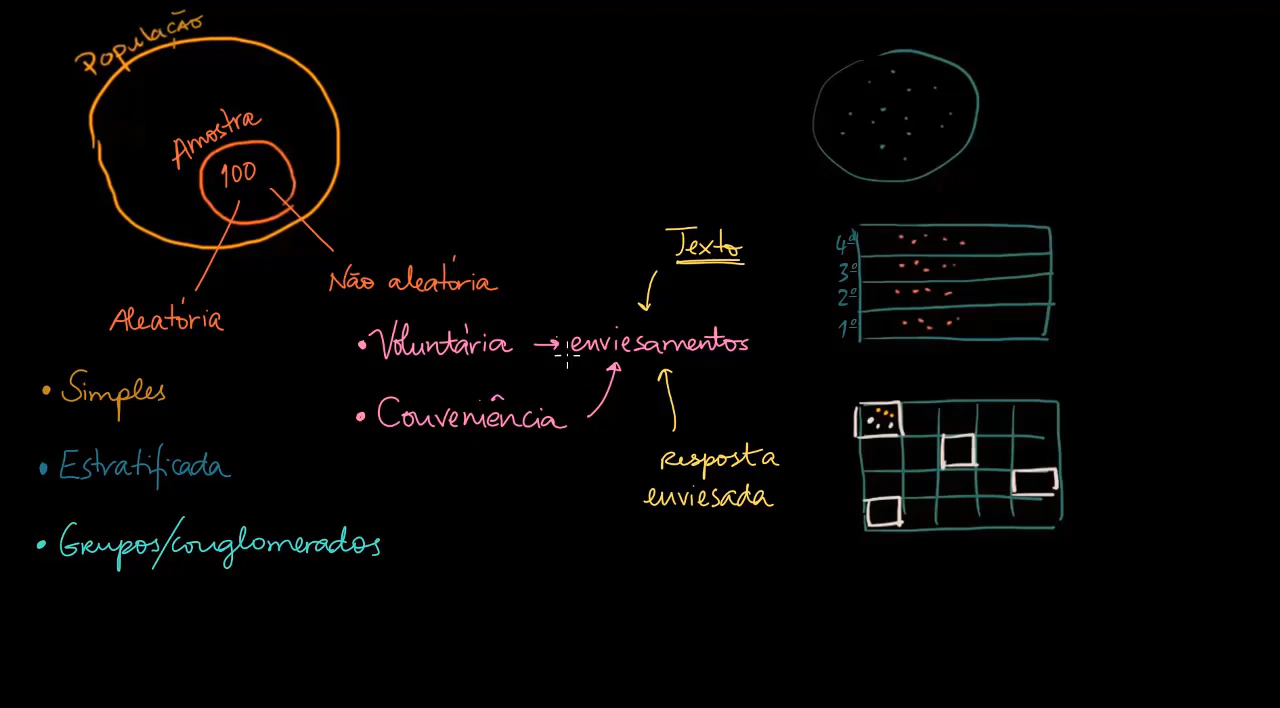 População
Amostra
100
Não aleatória
Aleatória
• Simples
• Estratificada
• Grupos/conglomerados
Texto
• Voluntária → enviesamentos
• Conveniência
Resposta
enviesada
4º
3º
2º
1º